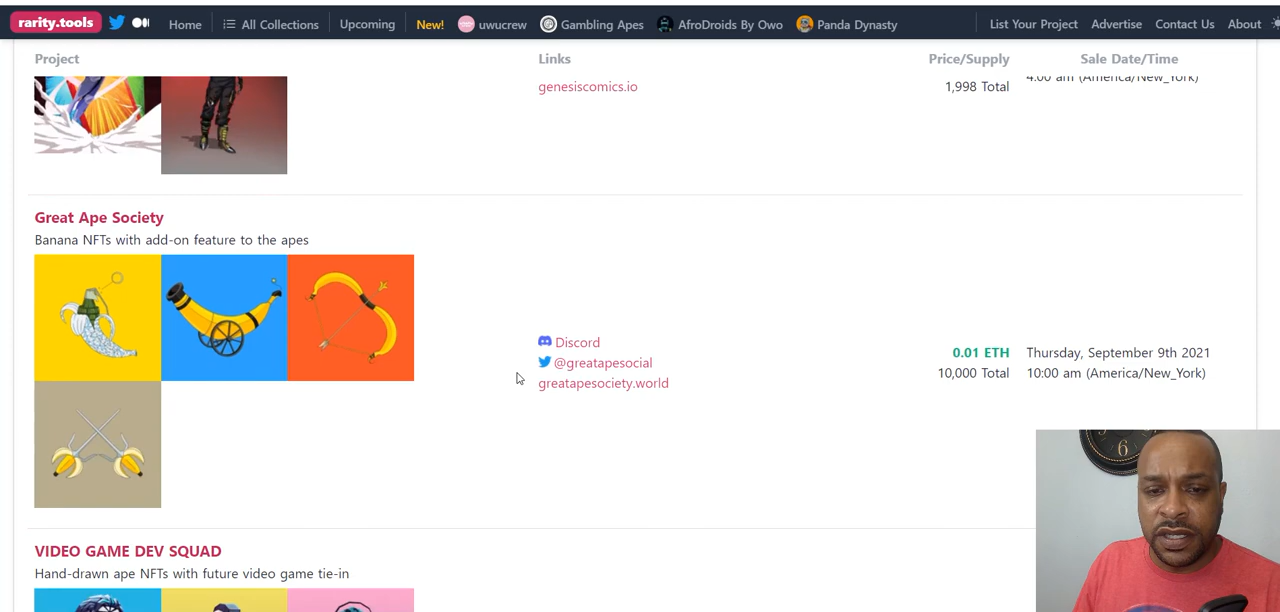 rarity.tools Home All Collections Upcoming New! uwucrew Gambling Apes AfroDroids By Owo Panda Dynasty List Your Project Advertise Contact Us About
Project Links Price/Supply Sale Date/Time
4:00 am (America/New_York)
genesiscomics.io 1,998 Total
Great Ape Society
Banana NFTs with add-on feature to the apes
Discord
@greatapesocial 0.01 ETH Thursday, September 9th 2021
greatapesociety.world 10,000 Total 10:00 am (America/New_York)
6
VIDEO GAME DEV SQUAD
Hand-drawn ape NFTs with future video game tie-in